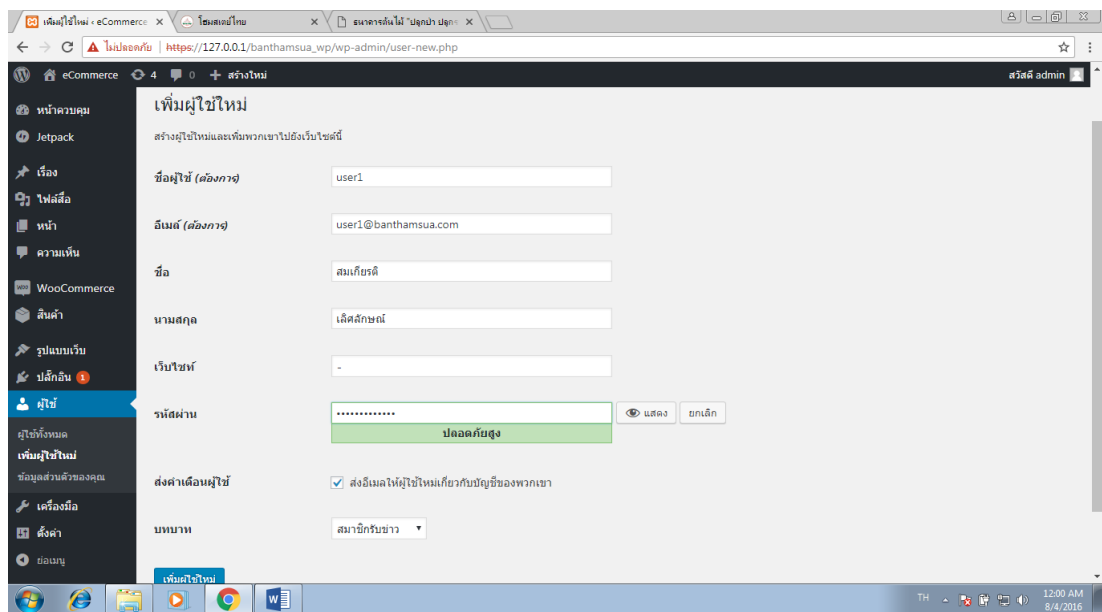 เพิ่มผู้ใช้ใหม่ ‹ eCommerce
โฮมสเตย์ไทย
ธนาคารต้นไม้ "ปลูกป่า ปลูก
ไม่ปลอดภัย | https://127.0.0.1/banthamsua_wp/wp-admin/user-new.php
eCommerce 4 0 + สร้างใหม่
สวัสดี admin
หน้าควบคุม
Jetpack
เรื่อง
ไฟล์สื่อ
หน้า
ความเห็น
WooCommerce
สินค้า
รูปแบบเว็บ
ปลั๊กอิน 1
ผู้ใช้
ผู้ใช้ทั้งหมด
เพิ่มผู้ใช้ใหม่
ข้อมูลส่วนตัวของคุณ
เครื่องมือ
ตั้งค่า
ย่อเมนู
เพิ่มผู้ใช้ใหม่
สร้างผู้ใช้ใหม่และเพิ่มพวกเขาไปยังเว็บไซต์นี้
ชื่อผู้ใช้ (ต้องการ) user1
อีเมล์ (ต้องการ) user1@banthamsua.com
ชื่อ สมเกียรติ
นามสกุล เลิศลักษณ์
เว็บไซท์ -
รหัสผ่าน ••••••••••••• แสดง ยกเลิก
ปลอดภัยสูง
ส่งคำเตือนผู้ใช้ ส่งอีเมลให้ผู้ใช้ใหม่เกี่ยวกับบัญชีของพวกเขา
บทบาท สมาชิกรับข่าว
เพิ่มผู้ใช้ใหม่
TH 12:00 AM
8/4/2016